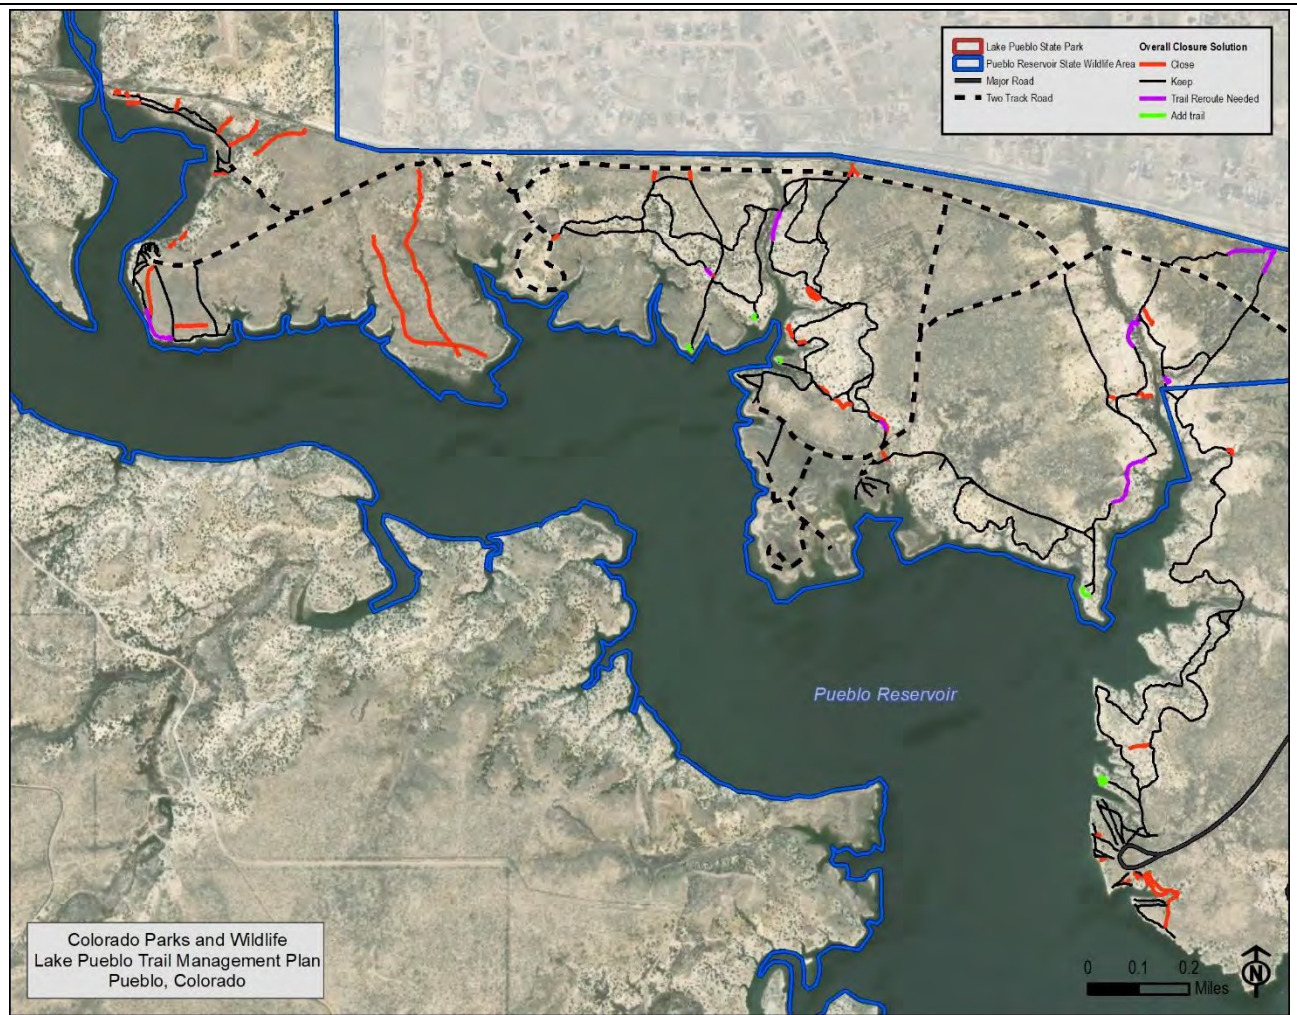 Lake Pueblo State Park
Pueblo Reservoir State Wildlife Area
Major Road
Two Track Road
Overall Closure Solution
Close
Keep
Trail Reroute Needed
Add trail
Pueblo Reservoir
Colorado Parks and Wildlife
Lake Pueblo Trail Management Plan
Pueblo, Colorado
0 0.1 0.2
Miles
N